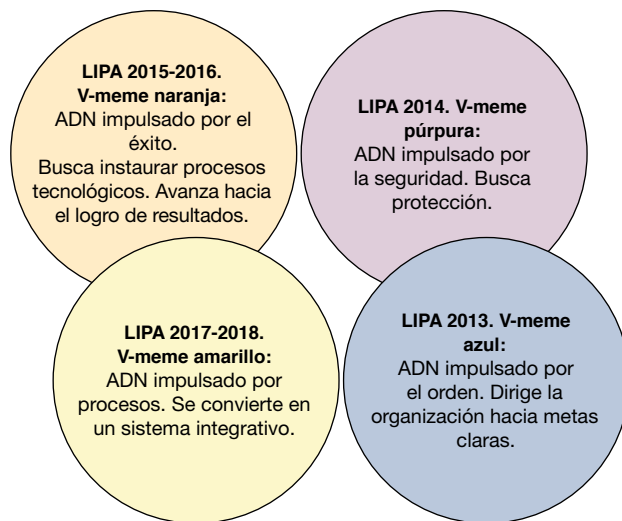 LIPA 2015-2016.
V-meme naranja:
ADN impulsado por el
éxito.
Busca instaurar procesos
tecnológicos. Avanza hacia
el logro de resultados.
LIPA 2014. V-meme
púrpura:
ADN impulsado por
la seguridad. Busca
protección.
LIPA 2017-2018.
V-meme amarillo:
ADN impulsado por
procesos. Se convierte en
un sistema integrativo.
LIPA 2013. V-meme
azul:
ADN impulsado por
el orden. Dirige la
organización hacia metas
claras.